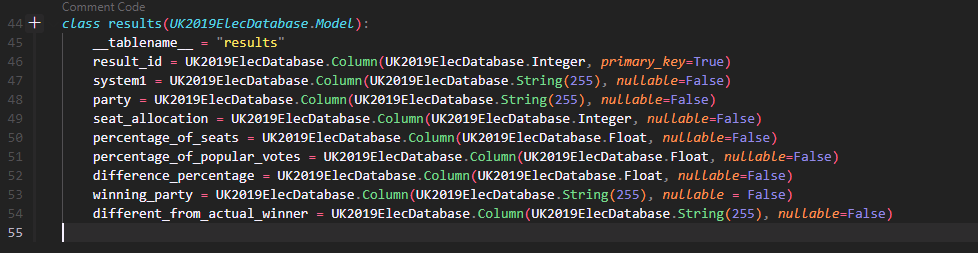 Comment Code
44 + class results(UK2019ElecDatabase.Model):
45 __tablename__ = "results"
46 result_id = UK2019ElecDatabase.Column(UK2019ElecDatabase.Integer, primary_key=True)
47 system1 = UK2019ElecDatabase.Column(UK2019ElecDatabase.String(255), nullable=False)
48 party = UK2019ElecDatabase.Column(UK2019ElecDatabase.String(255), nullable=False)
49 seat_allocation = UK2019ElecDatabase.Column(UK2019ElecDatabase.Integer, nullable=False)
50 percentage_of_seats = UK2019ElecDatabase.Column(UK2019ElecDatabase.Float, nullable=False)
51 percentage_of_popular_votes = UK2019ElecDatabase.Column(UK2019ElecDatabase.Float, nullable=False)
52 difference_percentage = UK2019ElecDatabase.Column(UK2019ElecDatabase.Float, nullable=False)
53 winning_party = UK2019ElecDatabase.Column(UK2019ElecDatabase.String(255), nullable = False)
54 different_from_actual_winner = UK2019ElecDatabase.Column(UK2019ElecDatabase.String(255), nullable=False)
55